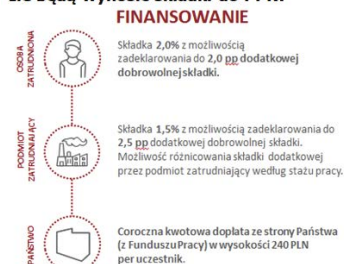 FINANSOWANIE
OSOBA
ZATRUDNIONA
Składka 2,0% z możliwością
zadeklarowania do 2,0 pp dodatkowej
dobrowolnej składki.
PODMIOT
ZATRUDNIAJĄCY
Składka 1,5% z możliwością zadeklarowania do
2,5 pp dodatkowej dobrowolnej składki.
Możliwość różnicowania składki dodatkowej
przez podmiot zatrudniający według stażu pracy.
PAŃSTWO
Coroczna kwotowa dopłata ze strony Państwa
(z Funduszu Pracy) w wysokości 240 PLN
per uczestnik.